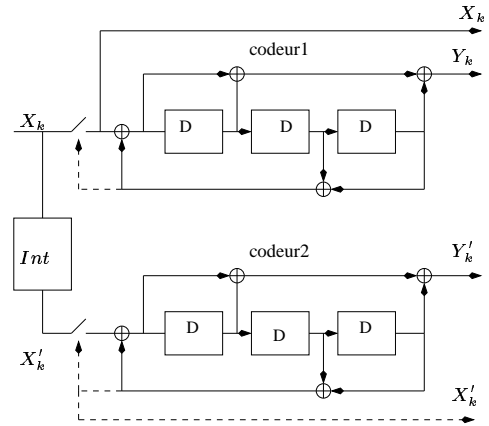 X_k
codeur1
Y_k
X_k
D
D
D
Int
codeur2
Y'_k
D
D
D
X'_k
X'_k